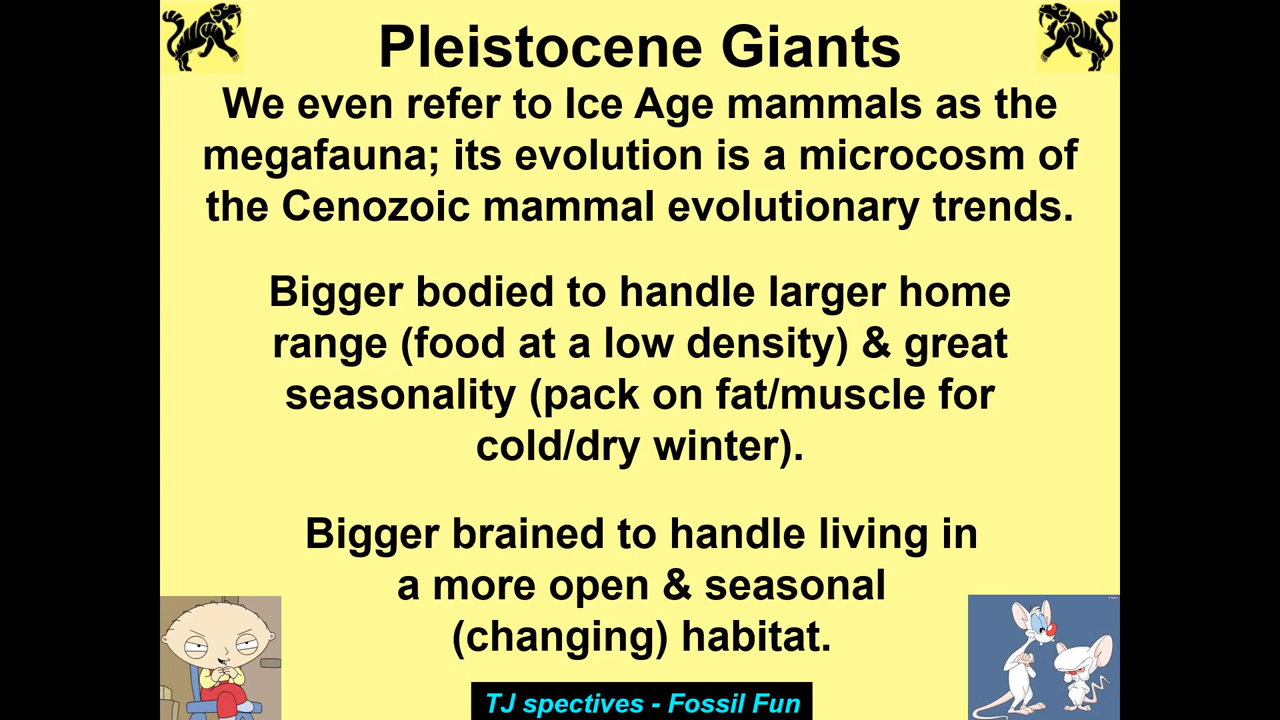 Pleistocene Giants
We even refer to Ice Age mammals as the
megafauna; its evolution is a microcosm of
the Cenozoic mammal evolutionary trends.
Bigger bodied to handle larger home
range (food at a low density) & great
seasonality (pack on fat/muscle for
cold/dry winter).
Bigger brained to handle living in
a more open & seasonal
(changing) habitat.
TJ spectives - Fossil Fun